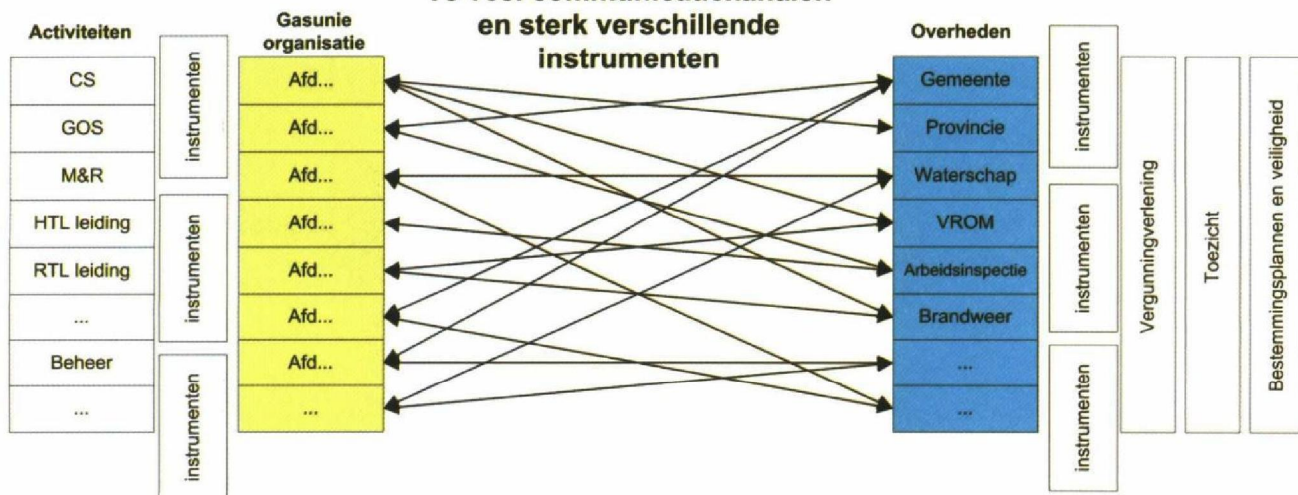 en sterk verschillende
instrumenten
Activiteiten
CS
GOS
M&R
HTL leiding
RTL leiding
...
Beheer
...
instrumenten
instrumenten
instrumenten
Gasunie
organisatie
Afd...
Afd...
Afd...
Afd...
Afd...
Afd...
Afd...
...
Overheden
Gemeente
Provincie
Waterschap
VROM
Arbeidsinspectie
Brandweer
...
...
instrumenten
instrumenten
instrumenten
Vergunningverlening
Toezicht
Bestemmingsplannen en veiligheid